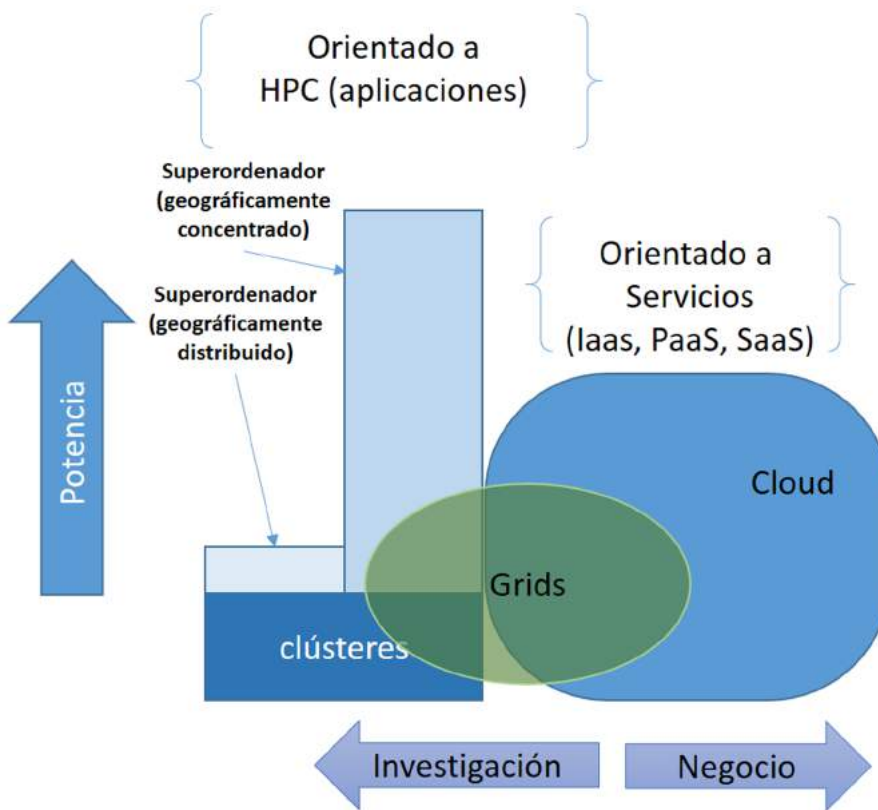 Orientado a
HPC (aplicaciones)
Superordenador
(geográficamente
concentrado)
Superordenador
(geográficamente
distribuido)
Orientado a
Servicios
(Iaas, PaaS, SaaS)
Potencia
Cloud
Grids
clústeres
Investigación
Negocio